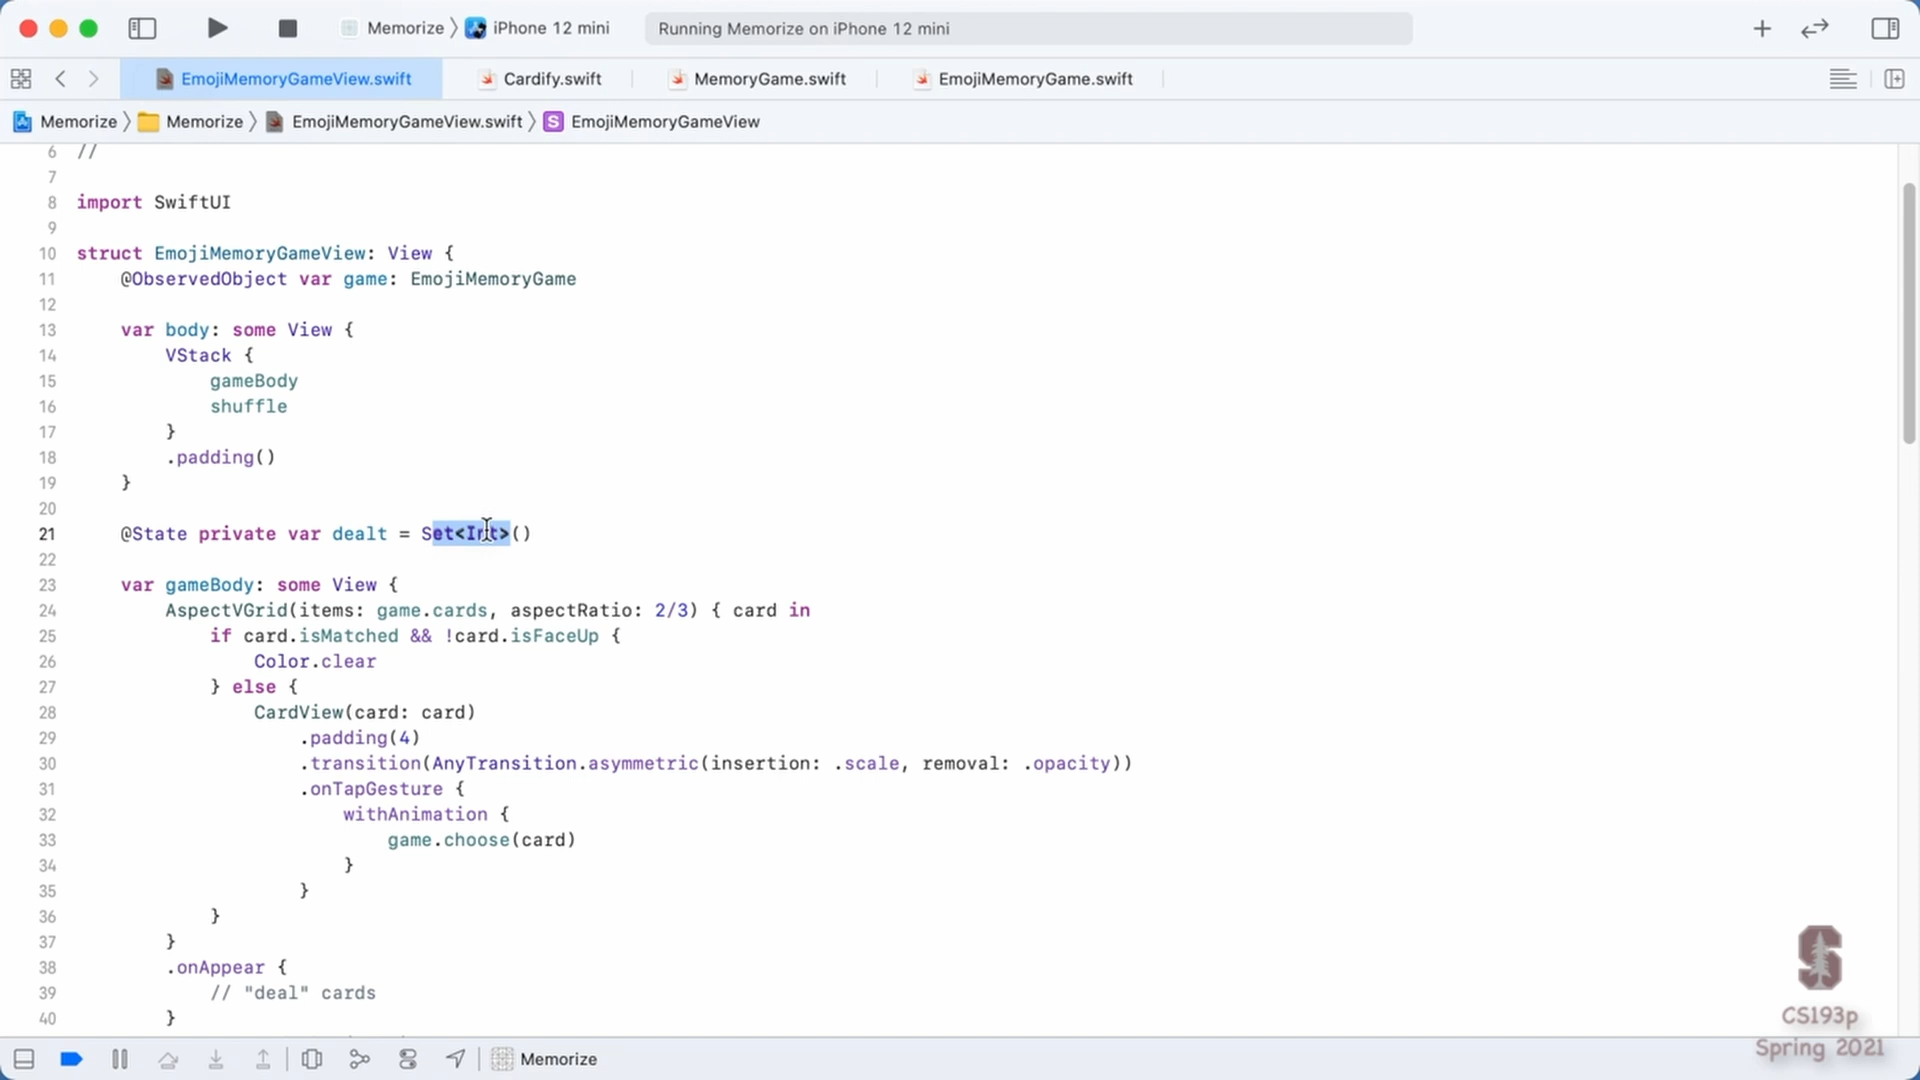 Memorize 〉 iPhone 12 mini
Running Memorize on iPhone 12 mini
EmojiMemoryGameView.swift
Cardify.swift
MemoryGame.swift
EmojiMemoryGame.swift
Memorize 〉 Memorize 〉 EmojiMemoryGameView.swift 〉 S EmojiMemoryGameView
6 //
7
8 import SwiftUI
9
10 struct EmojiMemoryGameView: View {
11     @ObservedObject var game: EmojiMemoryGame
12
13     var body: some View {
14         VStack {
15             gameBody
16             shuffle
17         }
18         .padding()
19     }
20
21     @State private var dealt = Set<Int>()
22
23     var gameBody: some View {
24         AspectVGrid(items: game.cards, aspectRatio: 2/3) { card in
25             if card.isMatched && !card.isFaceUp {
26                 Color.clear
27             } else {
28                 CardView(card: card)
29                     .padding(4)
30                     .transition(AnyTransition.asymmetric(insertion: .scale, removal: .opacity))
31                     .onTapGesture {
32                         withAnimation {
33                             game.choose(card)
34                         }
35                     }
36             }
37         }
38         .onAppear {
39             // "deal" cards
40         }
S
CS193p
Spring 2021
Memorize